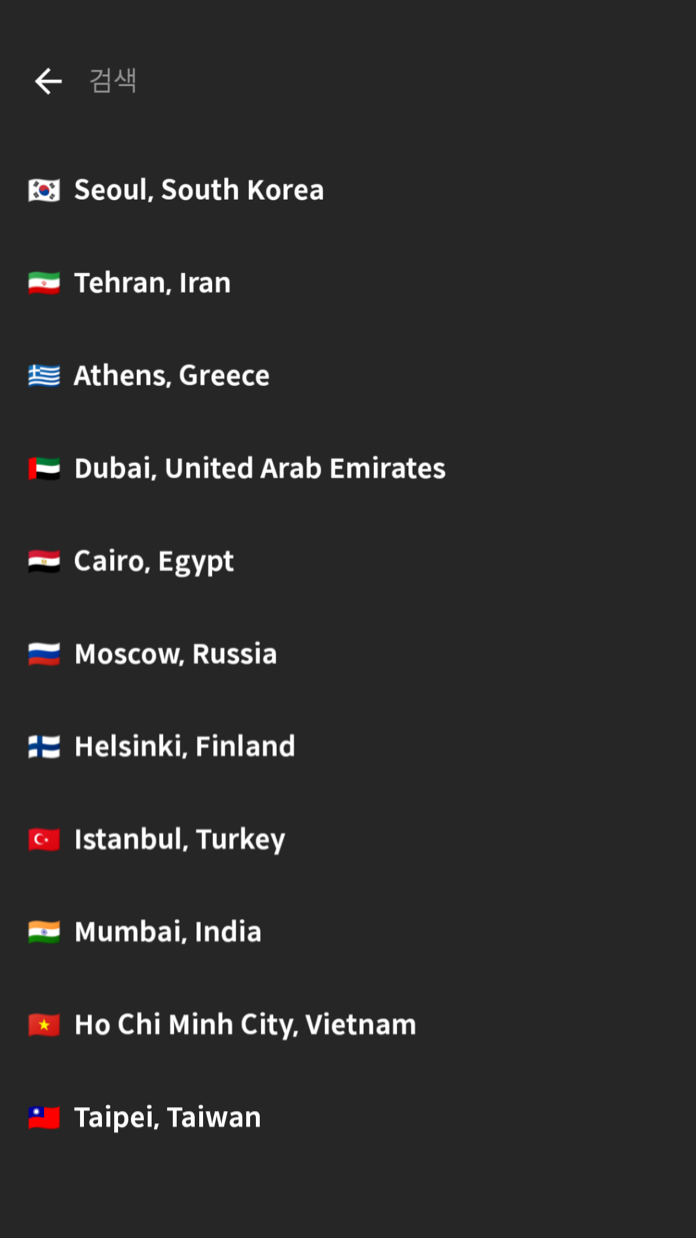 검색
Seoul, South Korea
Tehran, Iran
Athens, Greece
Dubai, United Arab Emirates
Cairo, Egypt
Moscow, Russia
Helsinki, Finland
Istanbul, Turkey
Mumbai, India
Ho Chi Minh City, Vietnam
Taipei, Taiwan